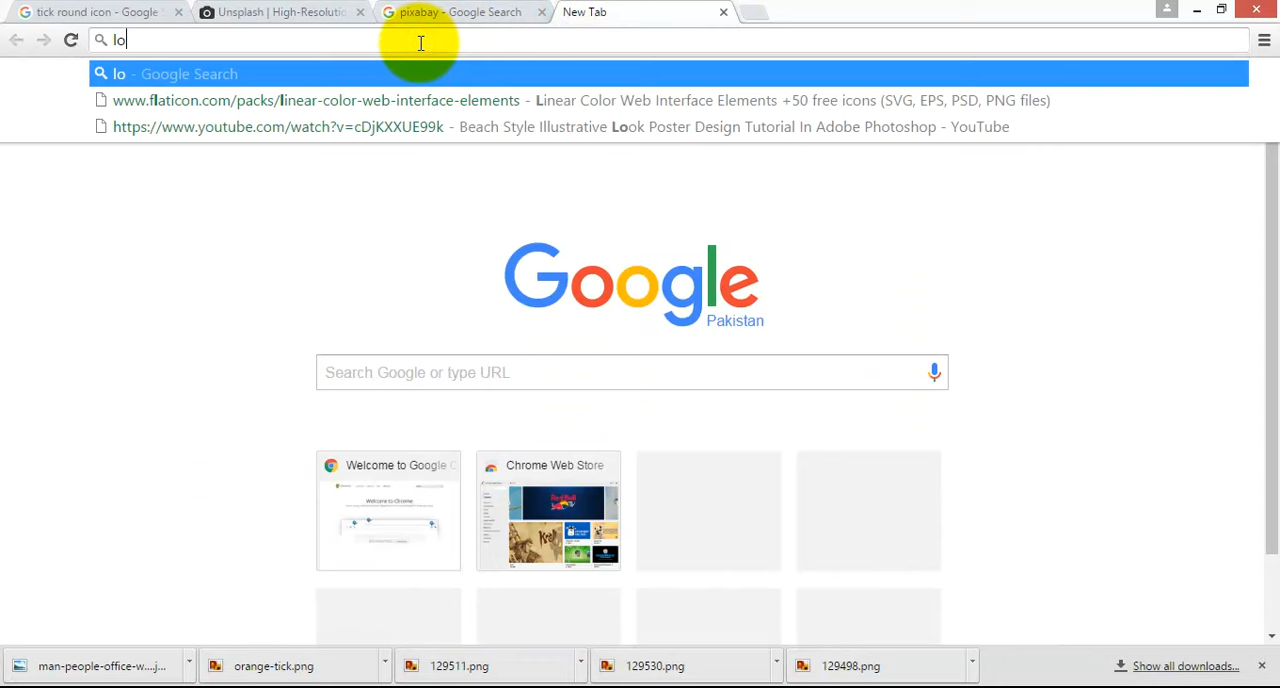 tick round icon - Google
Unsplash | High-Resoluti
pixabay - Google Search
New Tab
lo
lo - Google Search
www.flaticon.com/packs/linear-color-web-interface-elements - Linear Color Web Interface Elements +50 free icons (SVG, EPS, PSD, PNG files)
https://www.youtube.com/watch?v=cDjKXXUE99k - Beach Style Illustrative Look Poster Design Tutorial In Adobe Photoshop - YouTube
Google
Pakistan
Search Google or type URL
Welcome to Google C
Chrome Web Store
Welcome to Chrome
man-people-office-w....j...
orange-tick.png
129511.png
129530.png
129498.png
Show all downloads...